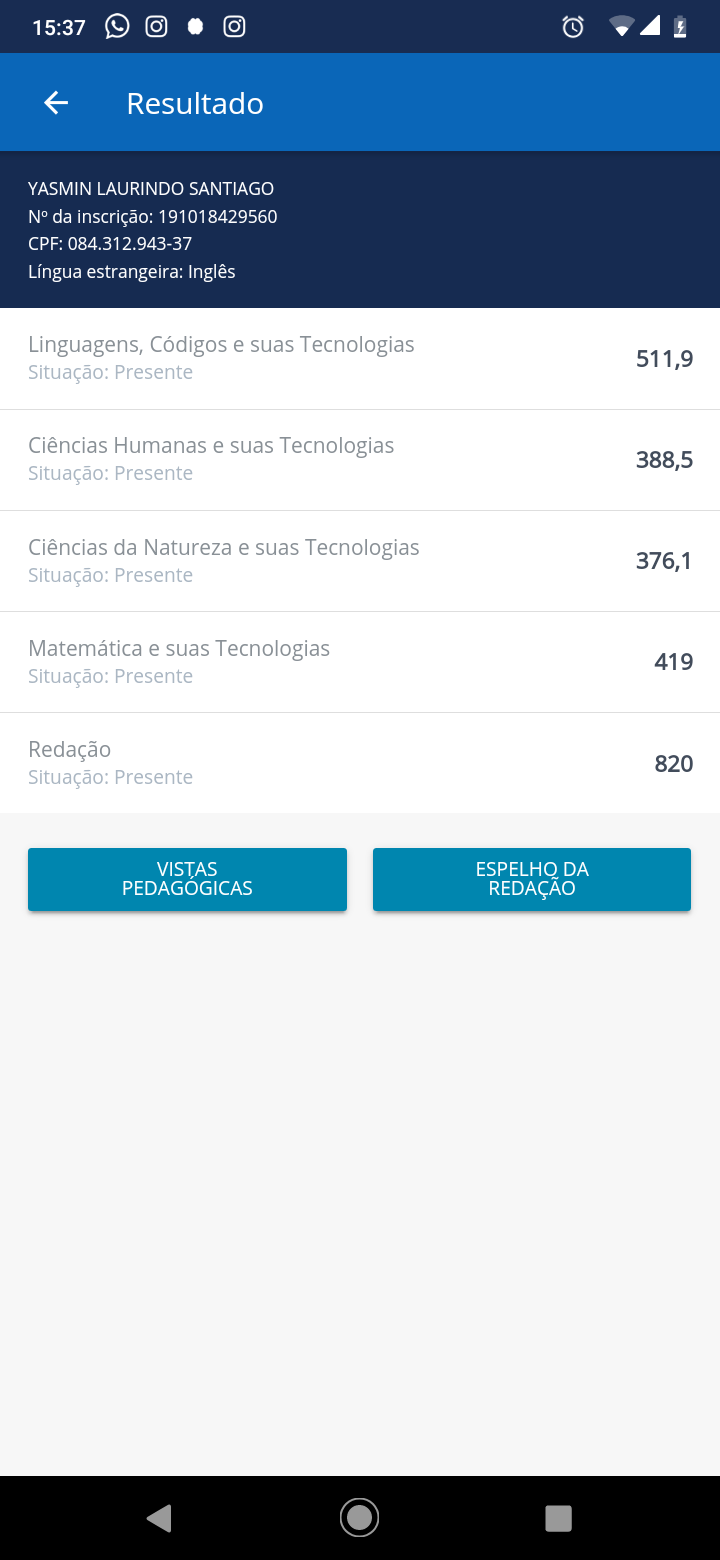 15:37
Resultado
YASMIN LAURINDO SANTIAGO
Nº da inscrição: 191018429560
CPF: 084.312.943-37
Língua estrangeira: Inglês
Linguagens, Códigos e suas Tecnologias
Situação: Presente
511,9
Ciências Humanas e suas Tecnologias
Situação: Presente
388,5
Ciências da Natureza e suas Tecnologias
Situação: Presente
376,1
Matemática e suas Tecnologias
Situação: Presente
419
Redação
Situação: Presente
820
VISTAS
PEDAGÓGICAS
ESPELHO DA
REDAÇÃO